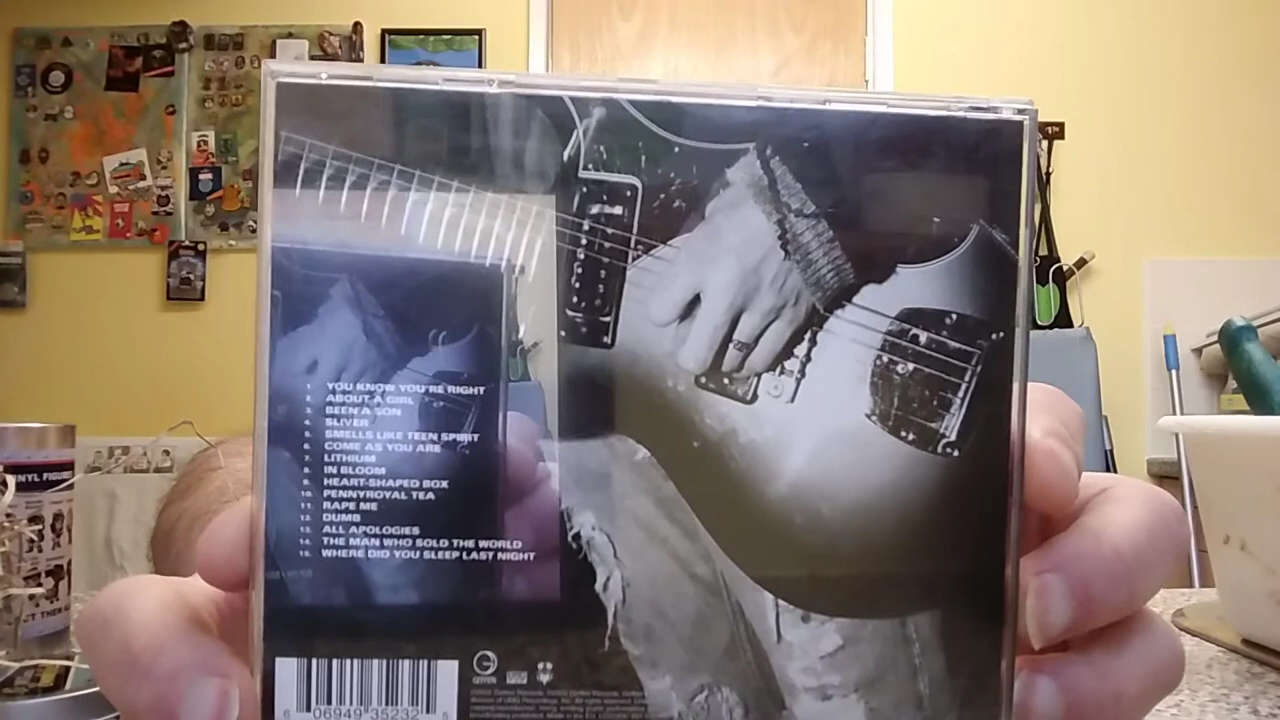 1. YOU KNOW YOU'RE RIGHT
2. ABOUT A GIRL
3. BEEN A SON
4. SLIVER
5. SMELLS LIKE TEEN SPIRIT
6. COME AS YOU ARE
7. LITHIUM
8. IN BLOOM
9. HEART-SHAPED BOX
10. PENNYROYAL TEA
11. RAPE ME
12. DUMB
13. ALL APOLOGIES
14. THE MAN WHO SOLD THE WORLD
15. WHERE DID YOU SLEEP LAST NIGHT
GEFFEN
6 06949 35232 5